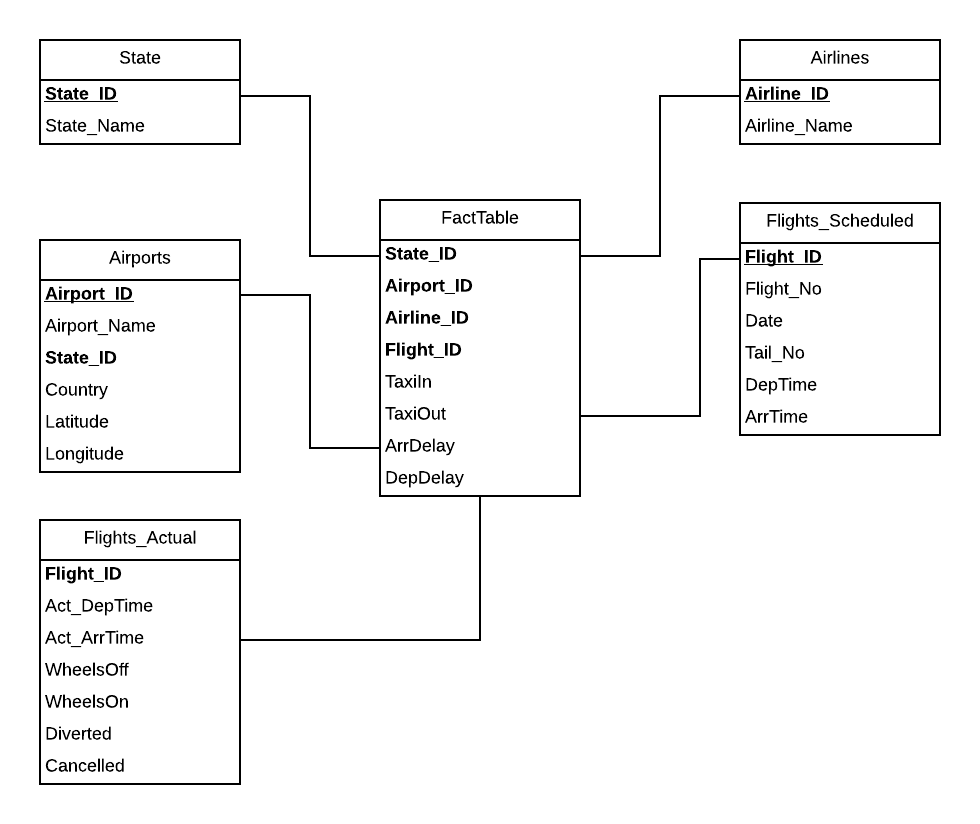 State
State_ID
State_Name
Airlines
Airline_ID
Airline_Name
FactTable
State_ID
Airport_ID
Airline_ID
Flight_ID
TaxiIn
TaxiOut
ArrDelay
DepDelay
Flights_Scheduled
Flight_ID
Flight_No
Date
Tail_No
DepTime
ArrTime
Airports
Airport_ID
Airport_Name
State_ID
Country
Latitude
Longitude
Flights_Actual
Flight_ID
Act_DepTime
Act_ArrTime
WheelsOff
WheelsOn
Diverted
Cancelled